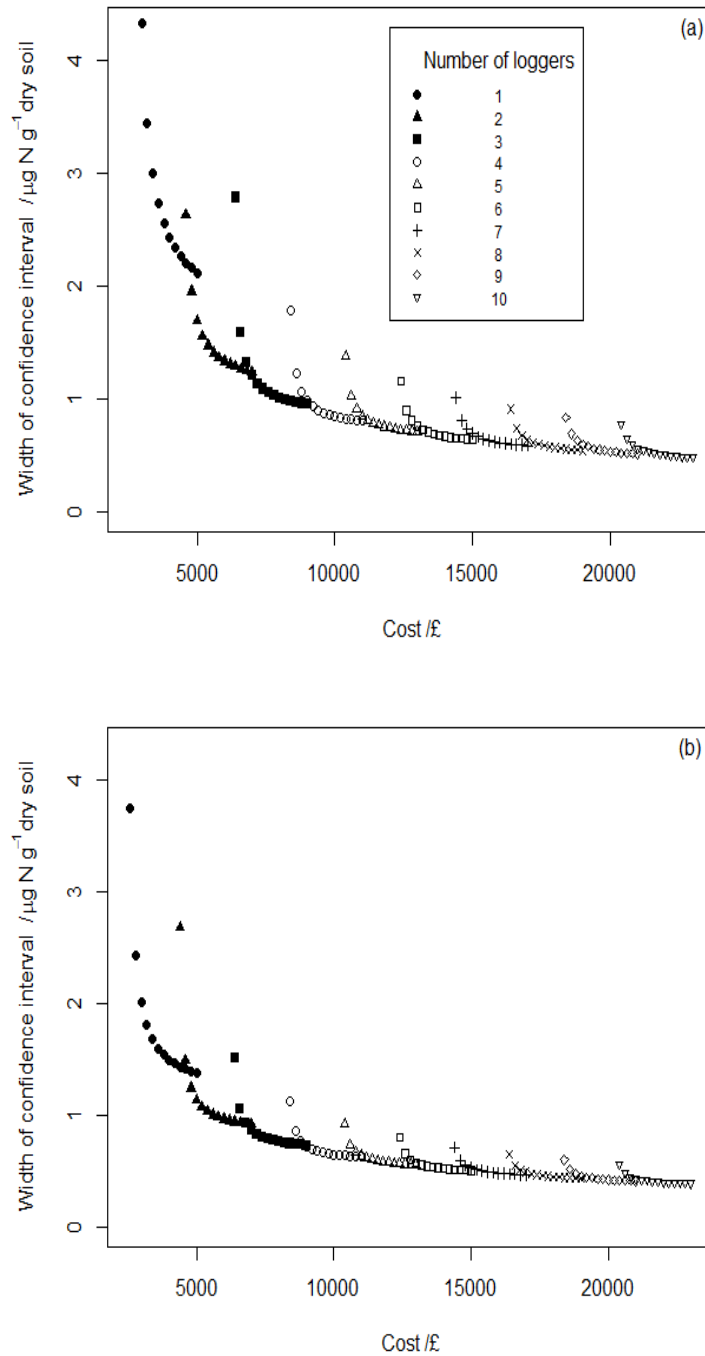 (a)
Number of loggers
1
2
3
4
5
6
7
8
9
10
4
3
2
1
0
Width of confidence interval / μg N g⁻¹ dry soil
5000 10000 15000 20000
Cost /£
(b)
4
3
2
1
0
Width of confidence interval / μg N g⁻¹ dry soil
5000 10000 15000 20000
Cost /£